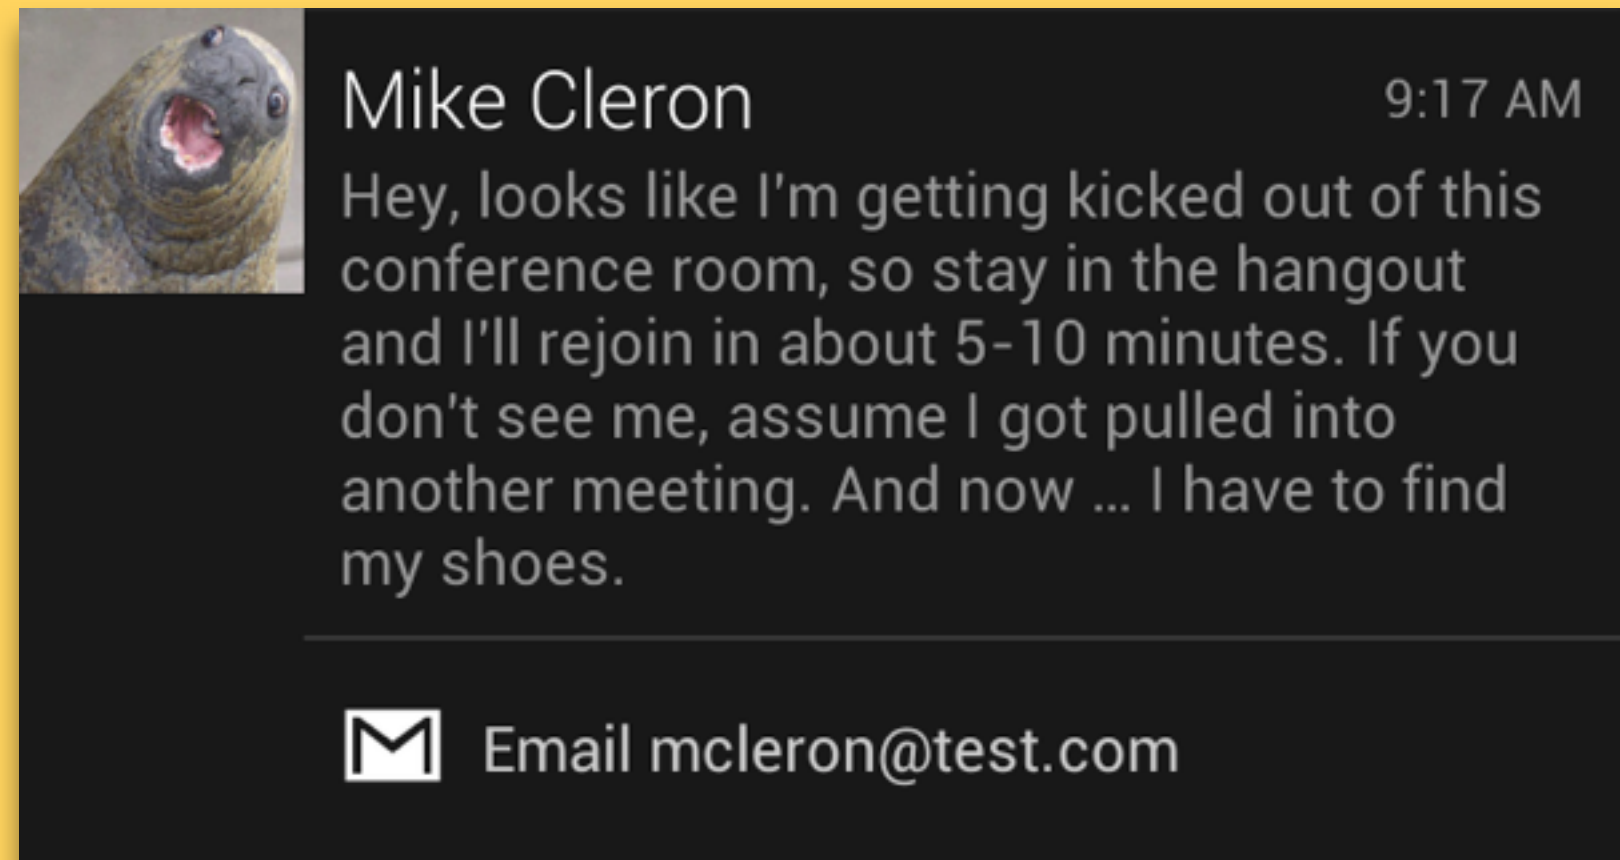 Mike Cleron
9:17 AM
Hey, looks like I'm getting kicked out of this
conference room, so stay in the hangout
and I'll rejoin in about 5-10 minutes. If you
don't see me, assume I got pulled into
another meeting. And now ... I have to find
my shoes.
Email mcleron@test.com